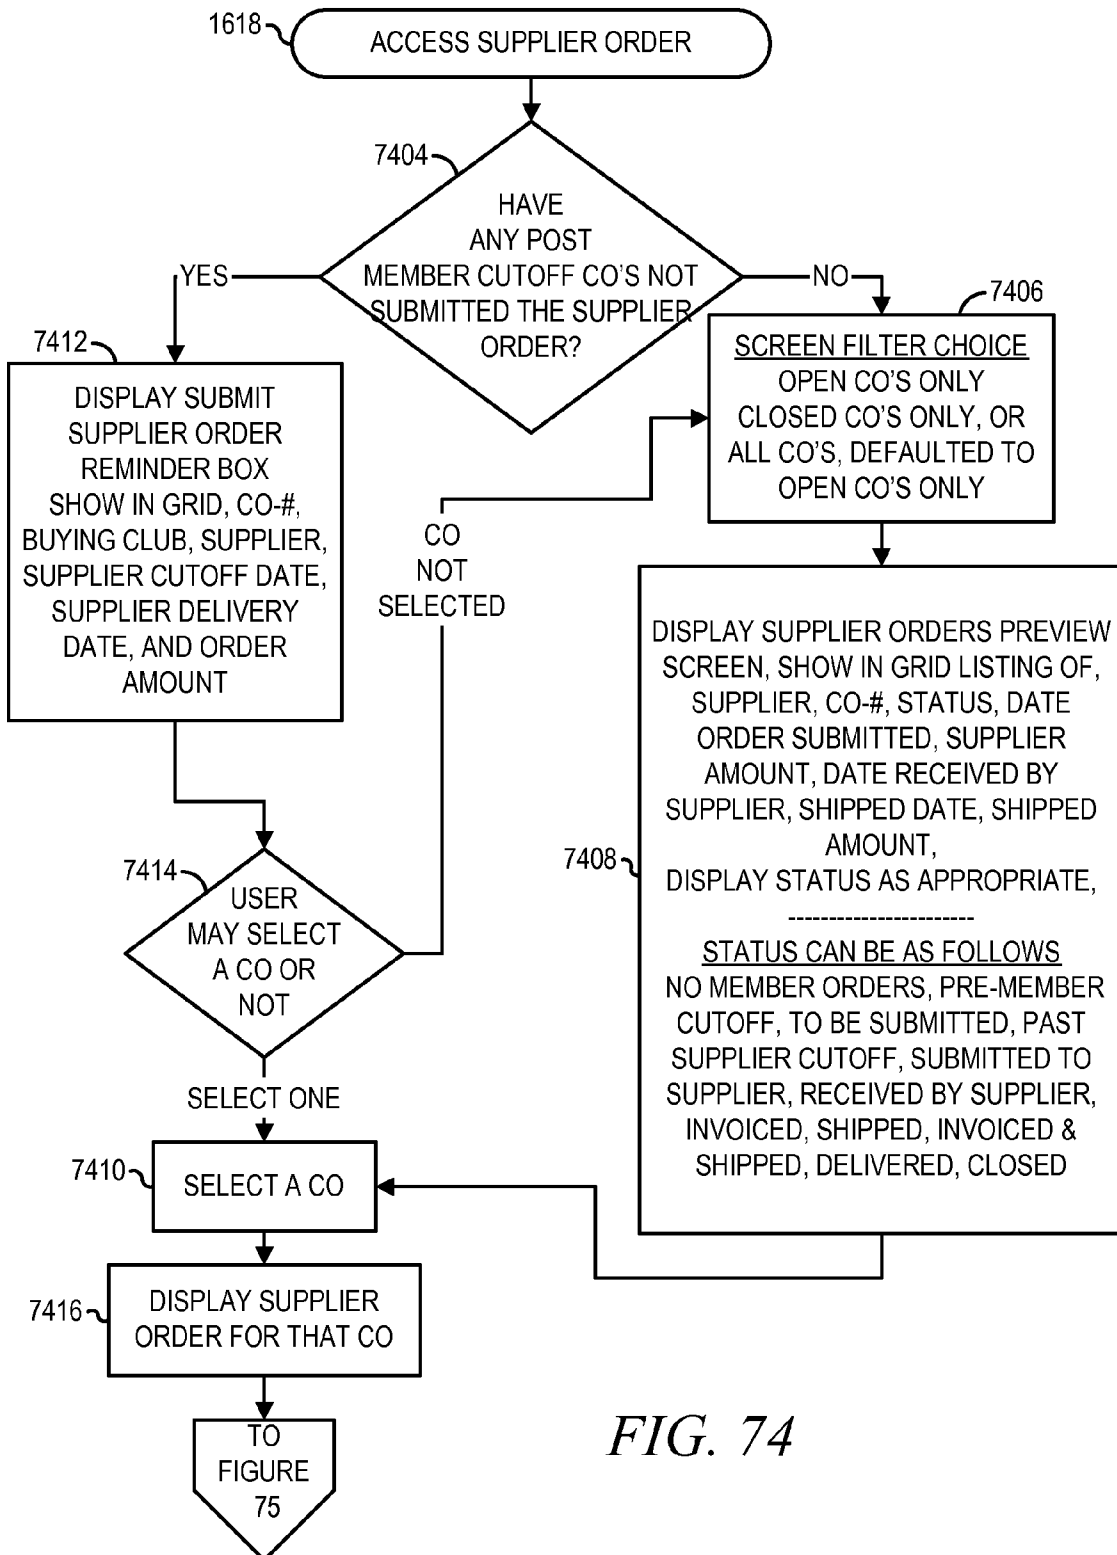 1618
ACCESS SUPPLIER ORDER
7404
HAVE
ANY POST
MEMBER CUTOFF CO'S NOT
SUBMITTED THE SUPPLIER
ORDER?
YES
NO
7406
SCREEN FILTER CHOICE
OPEN CO'S ONLY
CLOSED CO'S ONLY, OR
ALL CO'S, DEFAULTED TO
OPEN CO'S ONLY
7412
DISPLAY SUBMIT
SUPPLIER ORDER
REMINDER BOX
SHOW IN GRID, CO-#,
BUYING CLUB, SUPPLIER,
SUPPLIER CUTOFF DATE,
SUPPLIER DELIVERY
DATE, AND ORDER
AMOUNT
CO
NOT
SELECTED
7408
DISPLAY SUPPLIER ORDERS PREVIEW
SCREEN, SHOW IN GRID LISTING OF,
SUPPLIER, CO-#, STATUS, DATE
ORDER SUBMITTED, SUPPLIER
AMOUNT, DATE RECEIVED BY
SUPPLIER, SHIPPED DATE, SHIPPED
AMOUNT,
DISPLAY STATUS AS APPROPRIATE,
-----------------------
STATUS CAN BE AS FOLLOWS
NO MEMBER ORDERS, PRE-MEMBER
CUTOFF, TO BE SUBMITTED, PAST
SUPPLIER CUTOFF, SUBMITTED TO
SUPPLIER, RECEIVED BY SUPPLIER,
INVOICED, SHIPPED, INVOICED &
SHIPPED, DELIVERED, CLOSED
7414
USER
MAY SELECT
A CO OR
NOT
SELECT ONE
7410
SELECT A CO
7416
DISPLAY SUPPLIER
ORDER FOR THAT CO
TO
FIGURE
75
FIG. 74